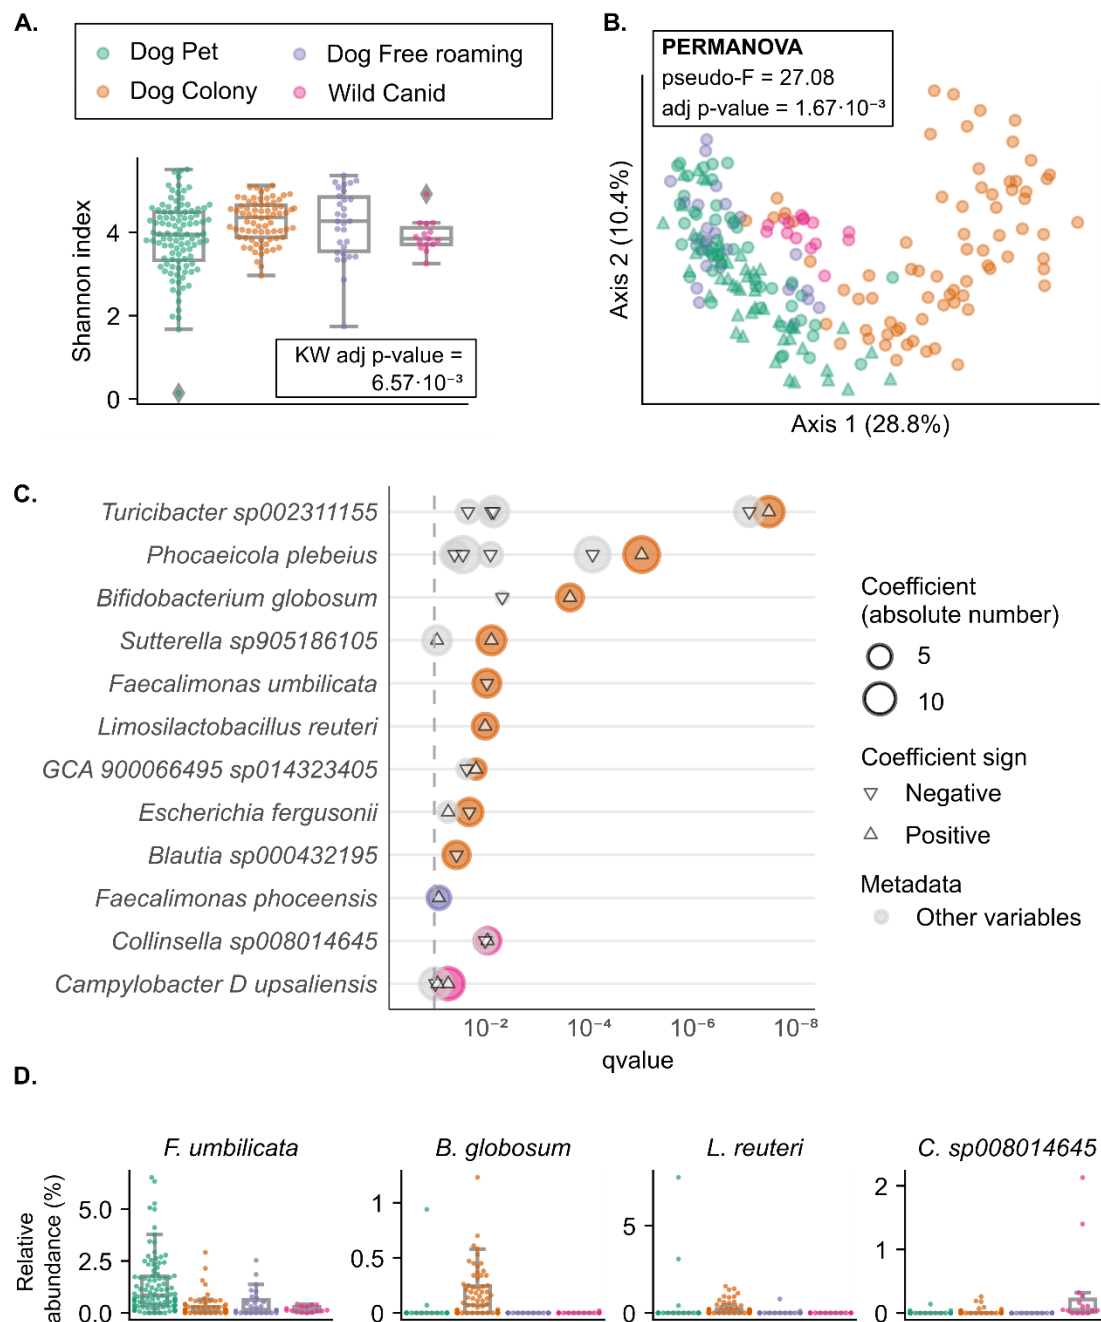 A.
Dog Pet
Dog Free roaming
Dog Colony
Wild Canid
Shannon index
4
2
0
KW adj p-value =
6.57·10⁻³
B.
PERMANOVA
pseudo-F = 27.08
adj p-value = 1.67·10⁻³
Axis 2 (10.4%)
Axis 1 (28.8%)
C.
Turicibacter sp002311155
Phocaeicola plebeius
Bifidobacterium globosum
Sutterella sp905186105
Faecalimonas umbilicata
Limosilactobacillus reuteri
GCA 900066495 sp014323405
Escherichia fergusonii
Blautia sp000432195
Faecalimonas phoceensis
Collinsella sp008014645
Campylobacter D upsaliensis
10⁻² 10⁻⁴ 10⁻⁶ 10⁻⁸
qvalue
Coefficient
(absolute number)
5
10
Coefficient sign
Negative
Positive
Metadata
Other variables
D.
Relative
abundance (%)
F. umbilicata
5.0
2.5
0.0
B. globosum
1
0.5
0
L. reuteri
5
0
C. sp008014645
2
1
0